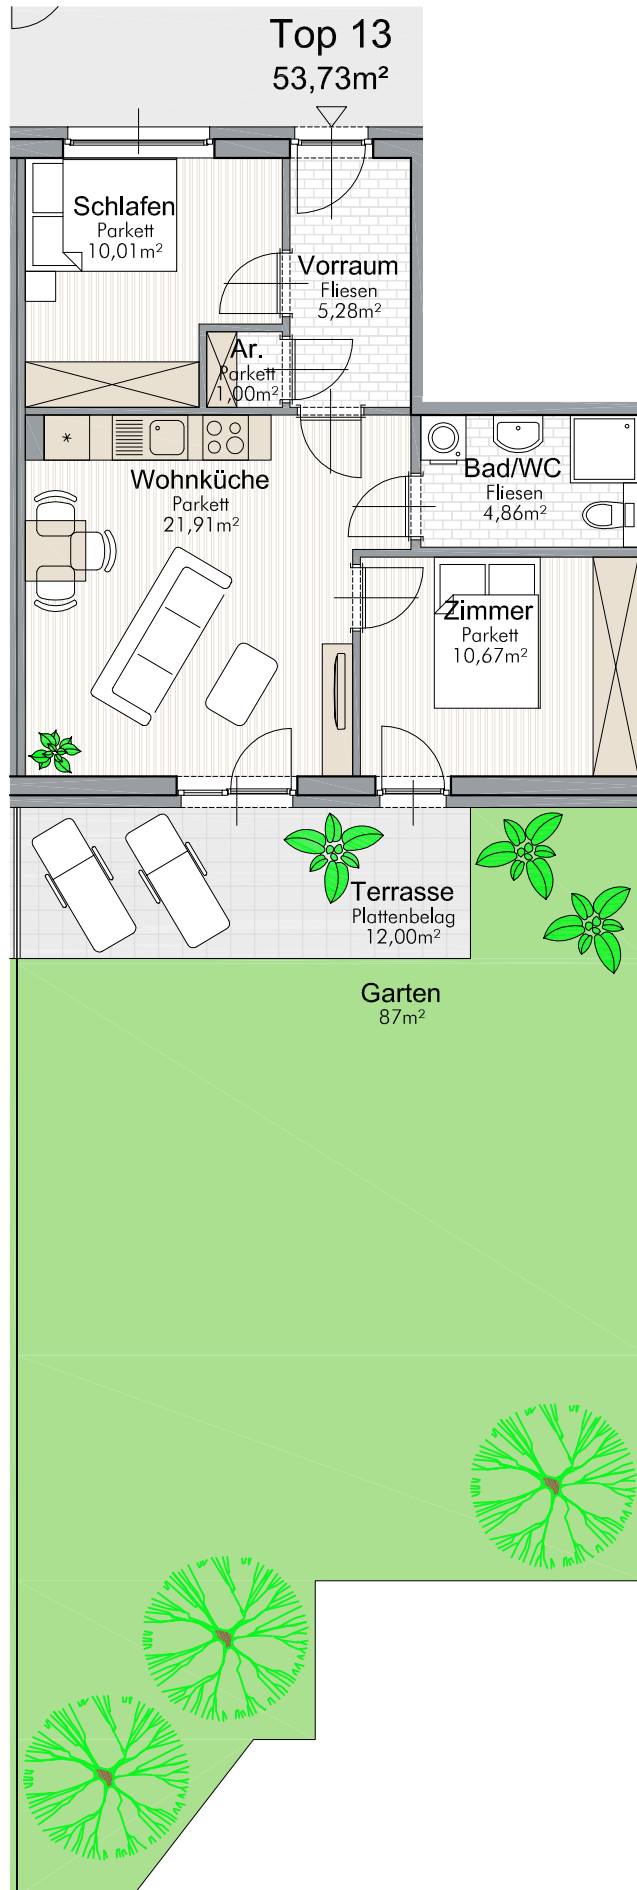 Top 13
53,73m²
Schlafen
Parkett
10,01m²
Vorraum
Fliesen
5,28m²
Ar.
Parkett
1,00m²
Wohnküche
Parkett
21,91m²
Bad/WC
Fliesen
4,86m²
Zimmer
Parkett
10,67m²
Terrasse
Plattenbelag
12,00m²
Garten
87m²